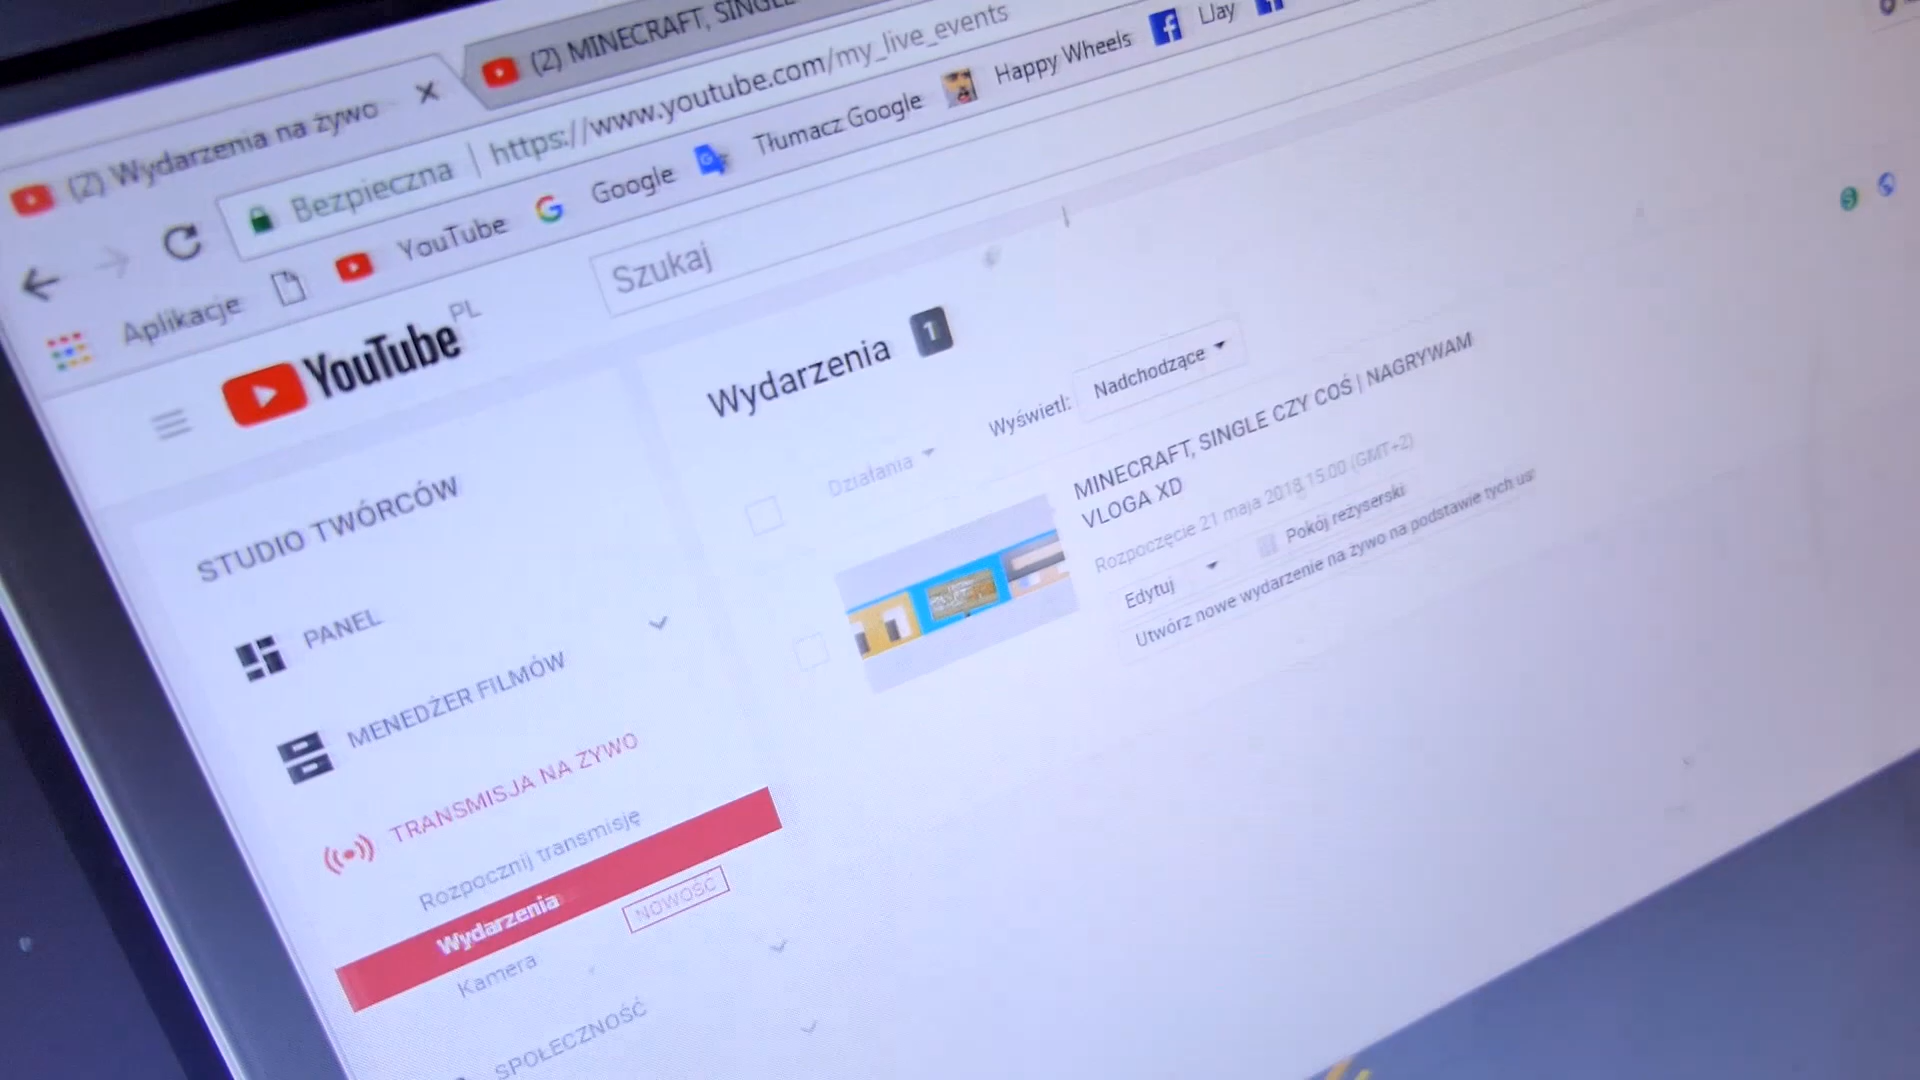 (2) Wydarzenia na żywo
(2) MINECRAFT, SINGLE
Bezpieczna | https://www.youtube.com/my_live_events
Aplikacje
YouTube
Google
Tłumacz Google
Happy Wheels
YouTube PL
Szukaj
STUDIO TWÓRCÓW
PANEL
MENEDŻER FILMÓW
TRANSMISJA NA ŻYWO
Rozpocznij transmisję
Wydarzenia
Kamera
NOWOŚĆ
SPOŁECZNOŚĆ
Wydarzenia 1
Działania
Wyświetl:
Nadchodzące
MINECRAFT, SINGLE CZY COŚ | NAGRYWAM
VLOGA XD
Rozpoczęcie 21 maja 2018 15:00 (GMT+2)
Edytuj
Pokój reżyserski
Utwórz nowe wydarzenie na żywo na podstawie tych us